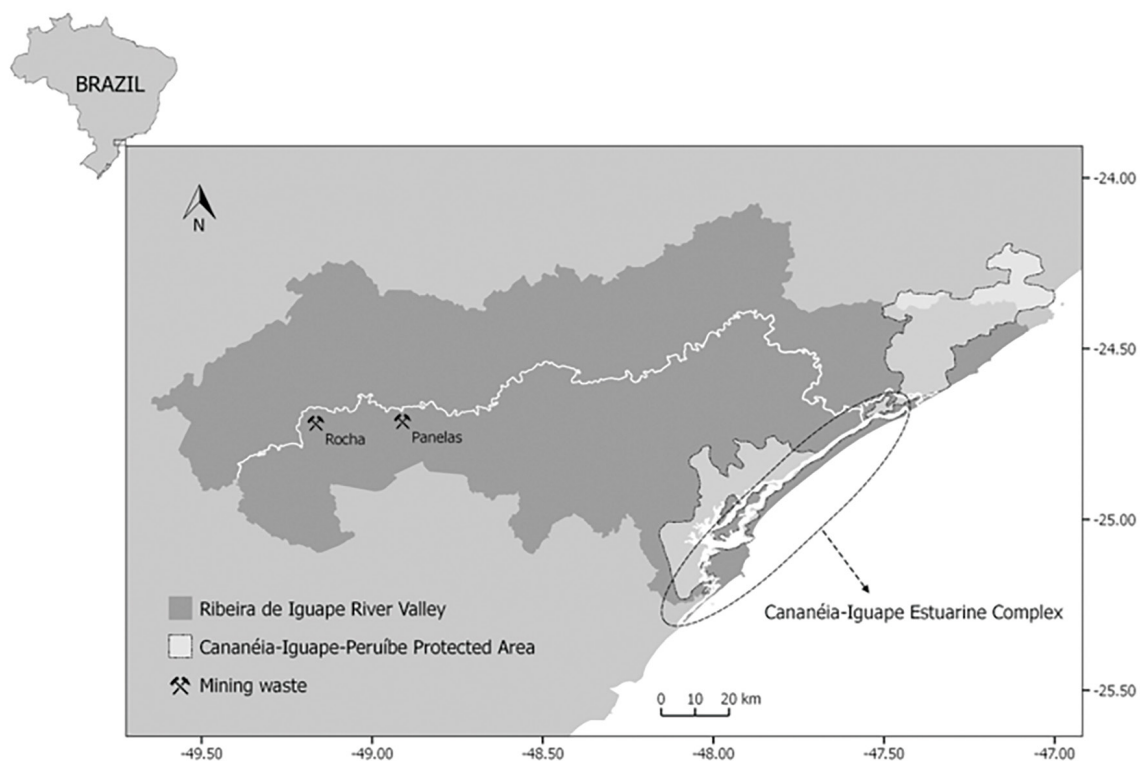 BRAZIL
N
-24.00
-24.50
-25.00
-25.50
Rocha
Panelas
Ribeira de Iguape River Valley
Cananéia-Iguape-Peruíbe Protected Area
Mining waste
Cananéia-Iguape Estuarine Complex
0 10 20 km
-49.50 -49.00 -48.50 -48.00 -47.50 -47.00